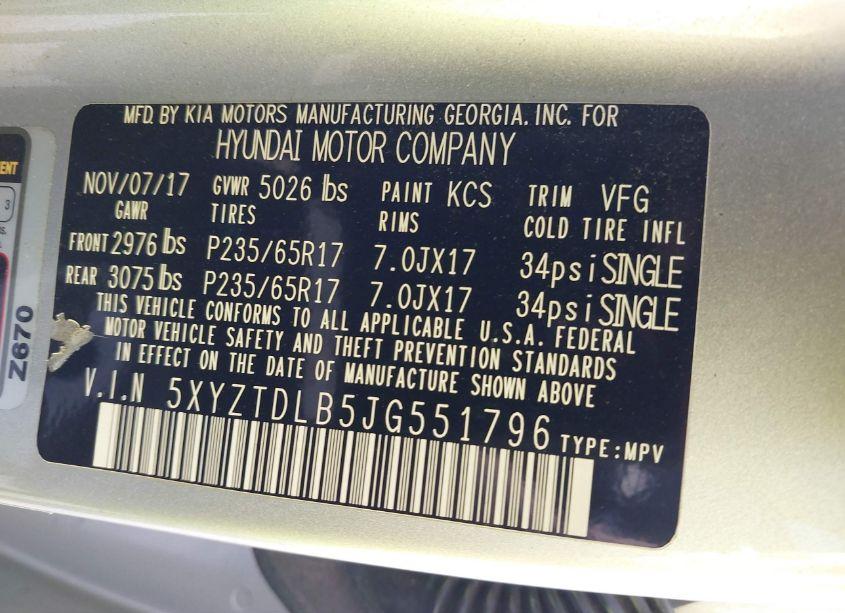 MFD. BY KIA MOTORS MANUFACTURING GEORGIA. INC. FOR
HYUNDAI MOTOR COMPANY
NOV/07/17 GVWR 5026 lbs PAINT KCS TRIM VFG
GAWR TIRES RIMS COLD TIRE INFL
FRONT 2976 lbs P235/65R17 7.0JX17 34psi SINGLE
REAR 3075 lbs P235/65R17 7.0JX17 34psi SINGLE
THIS VEHICLE CONFORMS TO ALL APPLICABLE U.S.A. FEDERAL
MOTOR VEHICLE SAFETY AND THEFT PREVENTION STANDARDS
IN EFFECT ON THE DATE OF MANUFACTURE SHOWN ABOVE
V.I.N 5XYZTDLB5JG551796 TYPE:MPV
3
Z670